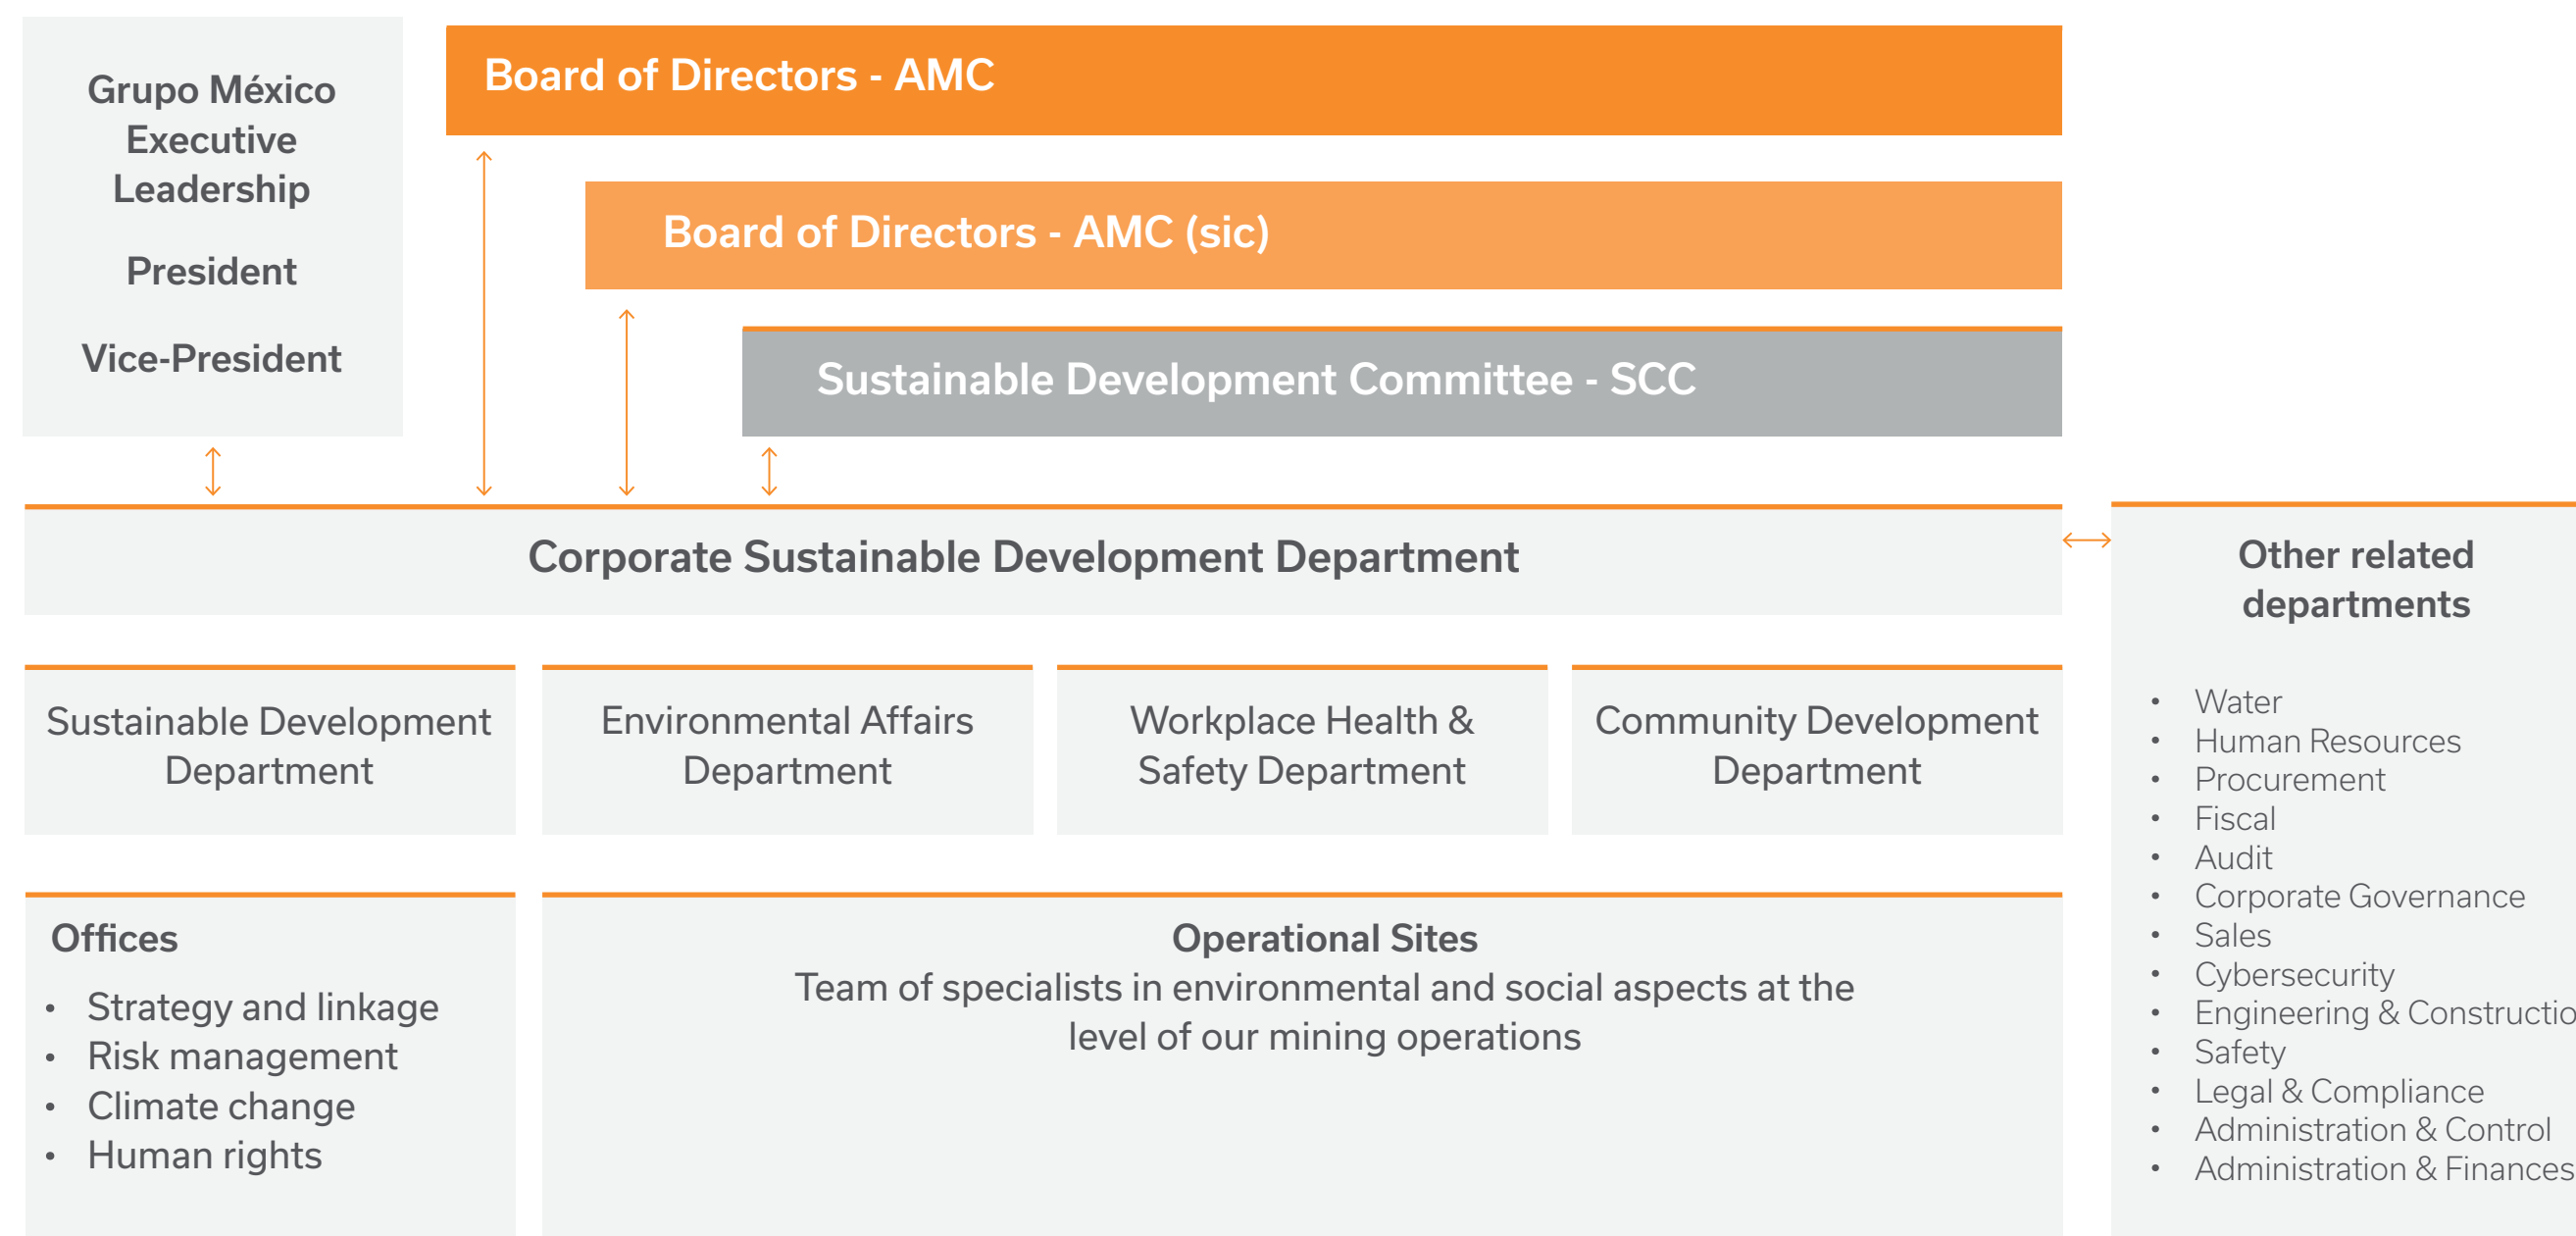 Grupo México
Executive
Leadership
President
Vice-President
Board of Directors - AMC
Board of Directors - AMC (sic)
Sustainable Development Committee - SCC
Corporate Sustainable Development Department
Sustainable Development
Department
Environmental Affairs
Department
Workplace Health &
Safety Department
Community Development
Department
Offices
• Strategy and linkage
• Risk management
• Climate change
• Human rights
Operational Sites
Team of specialists in environmental and social aspects at the
level of our mining operations
Other related
departments
• Water
• Human Resources
• Procurement
• Fiscal
• Audit
• Corporate Governance
• Sales
• Cybersecurity
• Engineering & Constructio
• Safety
• Legal & Compliance
• Administration & Control
• Administration & Finances